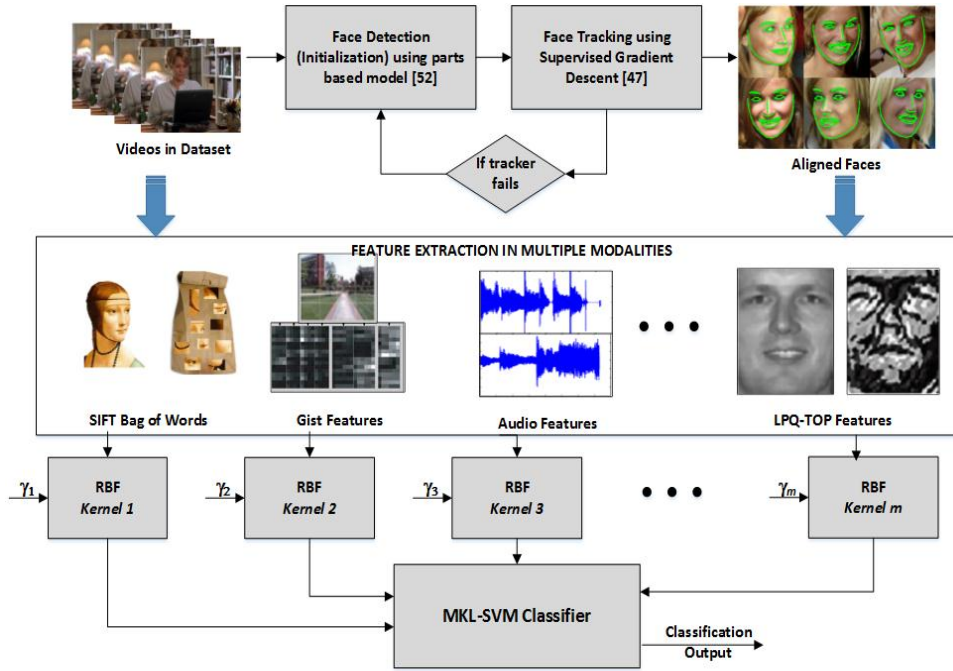 Face Detection
(Initialization) using
parts
based model [52]
Face Tracking using
Supervised Gradient
Descent [47]
Videos in Dataset
If tracker
fails
Aligned Faces
FEATURE EXTRACTION IN MULTIPLE MODALITIES
SIFT Bag of Words
Gist Features
Audio Features
LPQ-TOP Features
γ1
RBF
Kernel 1
γ2
RBF
Kernel 2
γ3
RBF
Kernel 3
γm
RBF
Kernel m
MKL-SVM Classifier
Classification
Output